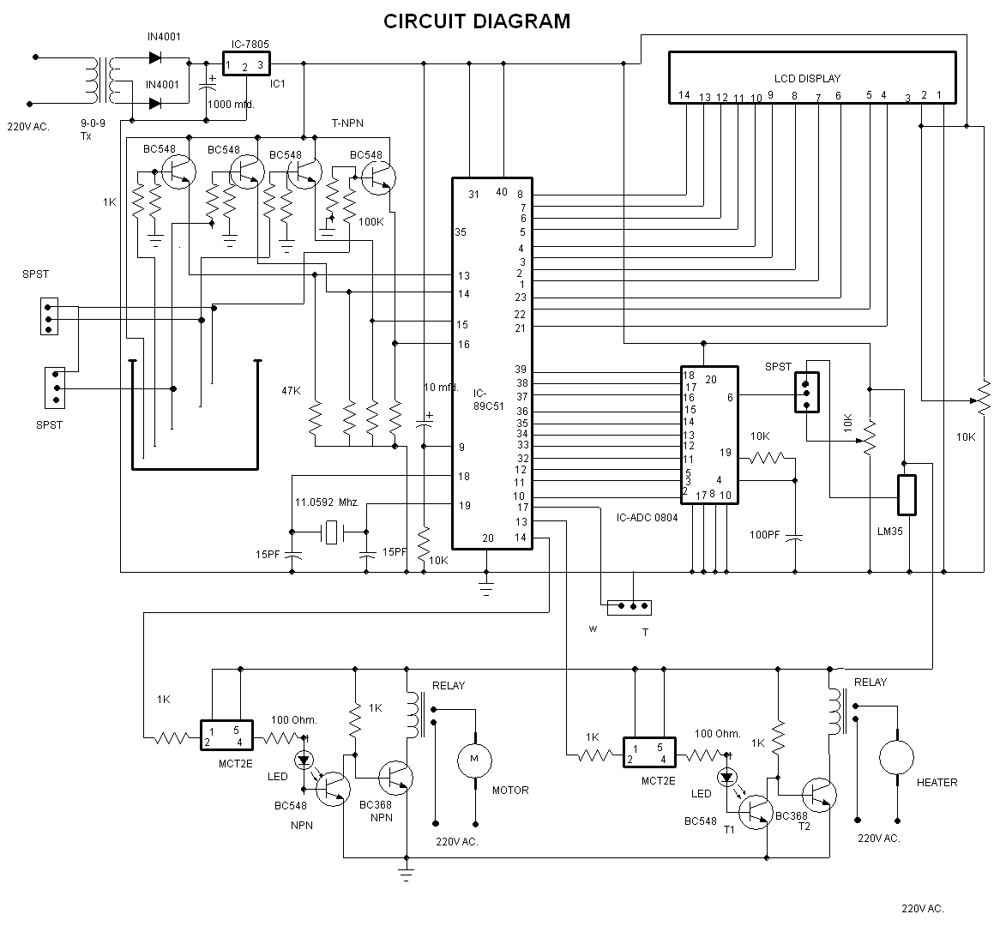 CIRCUIT DIAGRAM
IN4001
IC-7805
1 2 3
IC1
IN4001
+
1000 mfd.
220V AC.
9-0-9
Tx
T-NPN
LCD DISPLAY
14 13 12 11 10 9 8 7 6 5 4 3 2 1
BC548
BC548
BC548
BC548
1K
100K
31
40
8
7
6
5
4
3
2
1
23
22
21
35
13
14
15
16
SPST
SPST
47K
10 mfd.
+
IC-
89C51
9
18
19
20
39
38
37
36
35
34
33
32
12
11
10
17
13
14
18
17
16
15
14
13
12
11
5
3
2
20
6
19
4
17 8 10
IC-ADC 0804
SPST
10K
10K
10K
100PF
LM35
11.0592 Mhz.
15PF
15PF
10K
w
T
RELAY
RELAY
1K
1K
1 5
2 4
MCT2E
100 Ohm.
+
LED
BC548
NPN
BC368
NPN
M
MOTOR
220V AC.
1K
1 5
2 4
MCT2E
100 Ohm.
+
1K
LED
BC548
T1
BC368
T2
HEATER
220V AC.
220V AC.